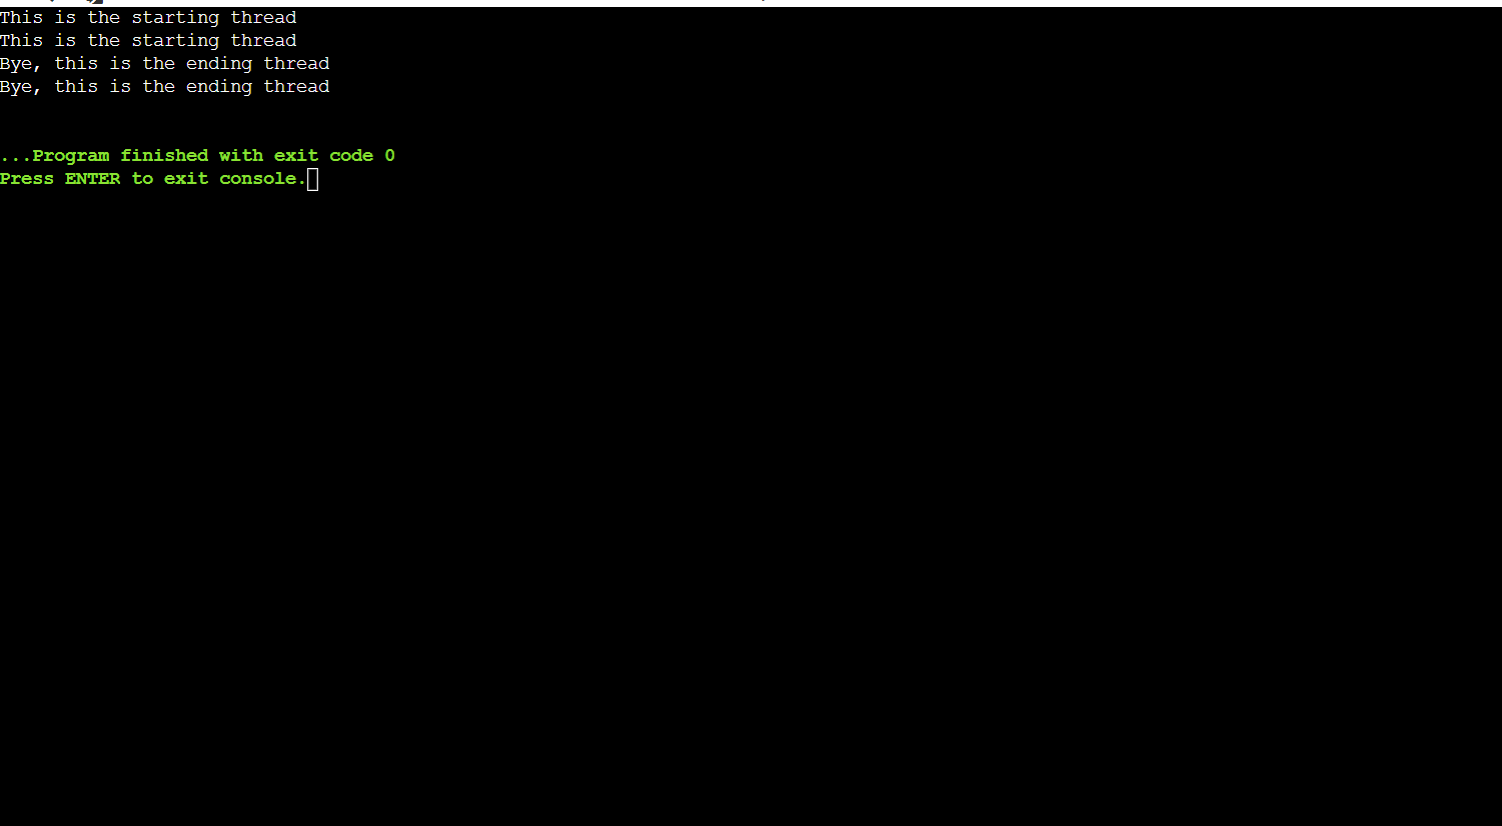 This is the starting thread
This is the starting thread
Bye, this is the ending thread
Bye, this is the ending thread
...Program finished with exit code 0
Press ENTER to exit console.